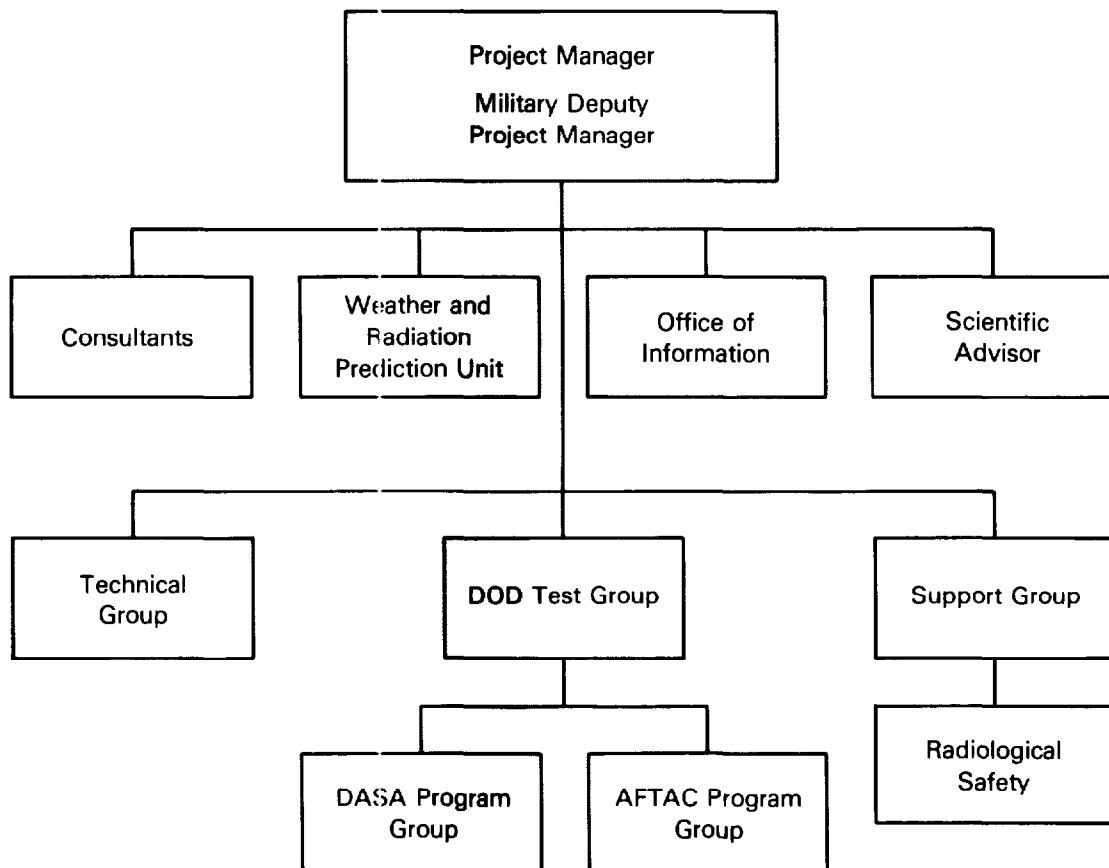 Project Manager
Military Deputy
Project Manager
Consultants
Weather and
Radiation
Prediction Unit
Office of
Information
Scientific
Advisor
Technical
Group
DOD Test Group
Support Group
DASA Program
Group
AFTAC Program
Group
Radiological
Safety